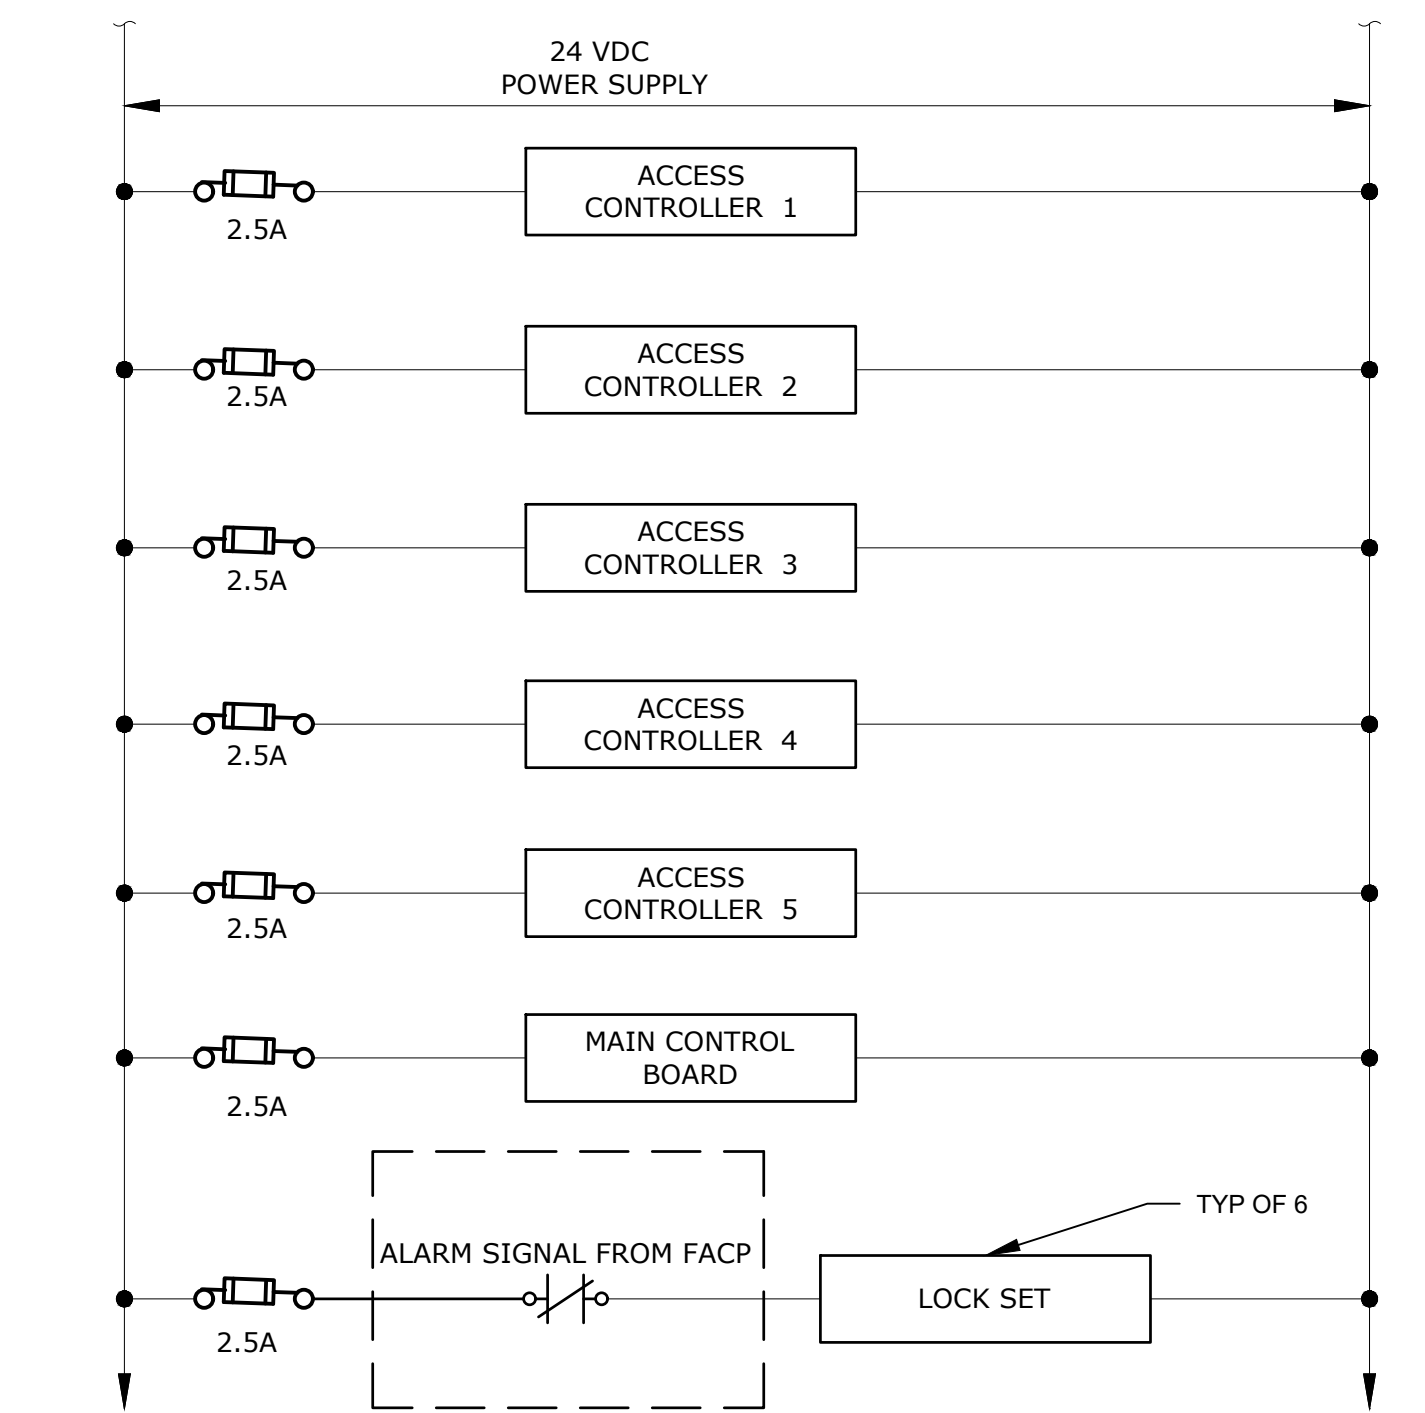 24 VDC
POWER SUPPLY
ACCESS
CONTROLLER 1
2.5A
ACCESS
CONTROLLER 2
2.5A
ACCESS
CONTROLLER 3
2.5A
ACCESS
CONTROLLER 4
2.5A
ACCESS
CONTROLLER 5
2.5A
MAIN CONTROL
BOARD
2.5A
TYP OF 6
ALARM SIGNAL FROM FACP
LOCK SET
2.5A